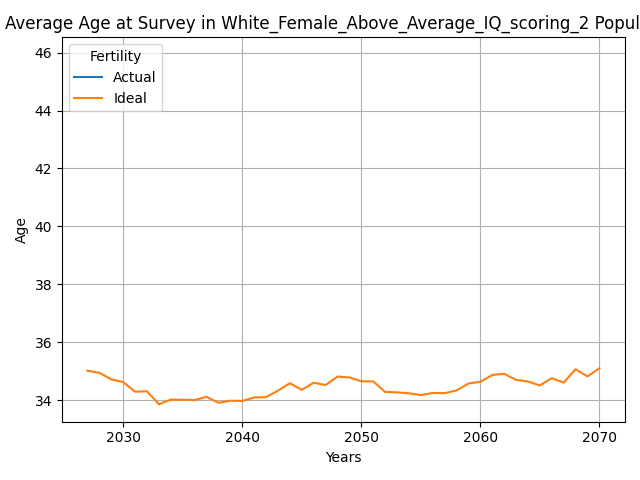 Average Age at Survey in White_Female_Above_Average_IQ_scoring_2 Popul
Fertility
Actual
Ideal
46
44
42
40
38
36
34
Age
2030 2040 2050 2060 2070
Years